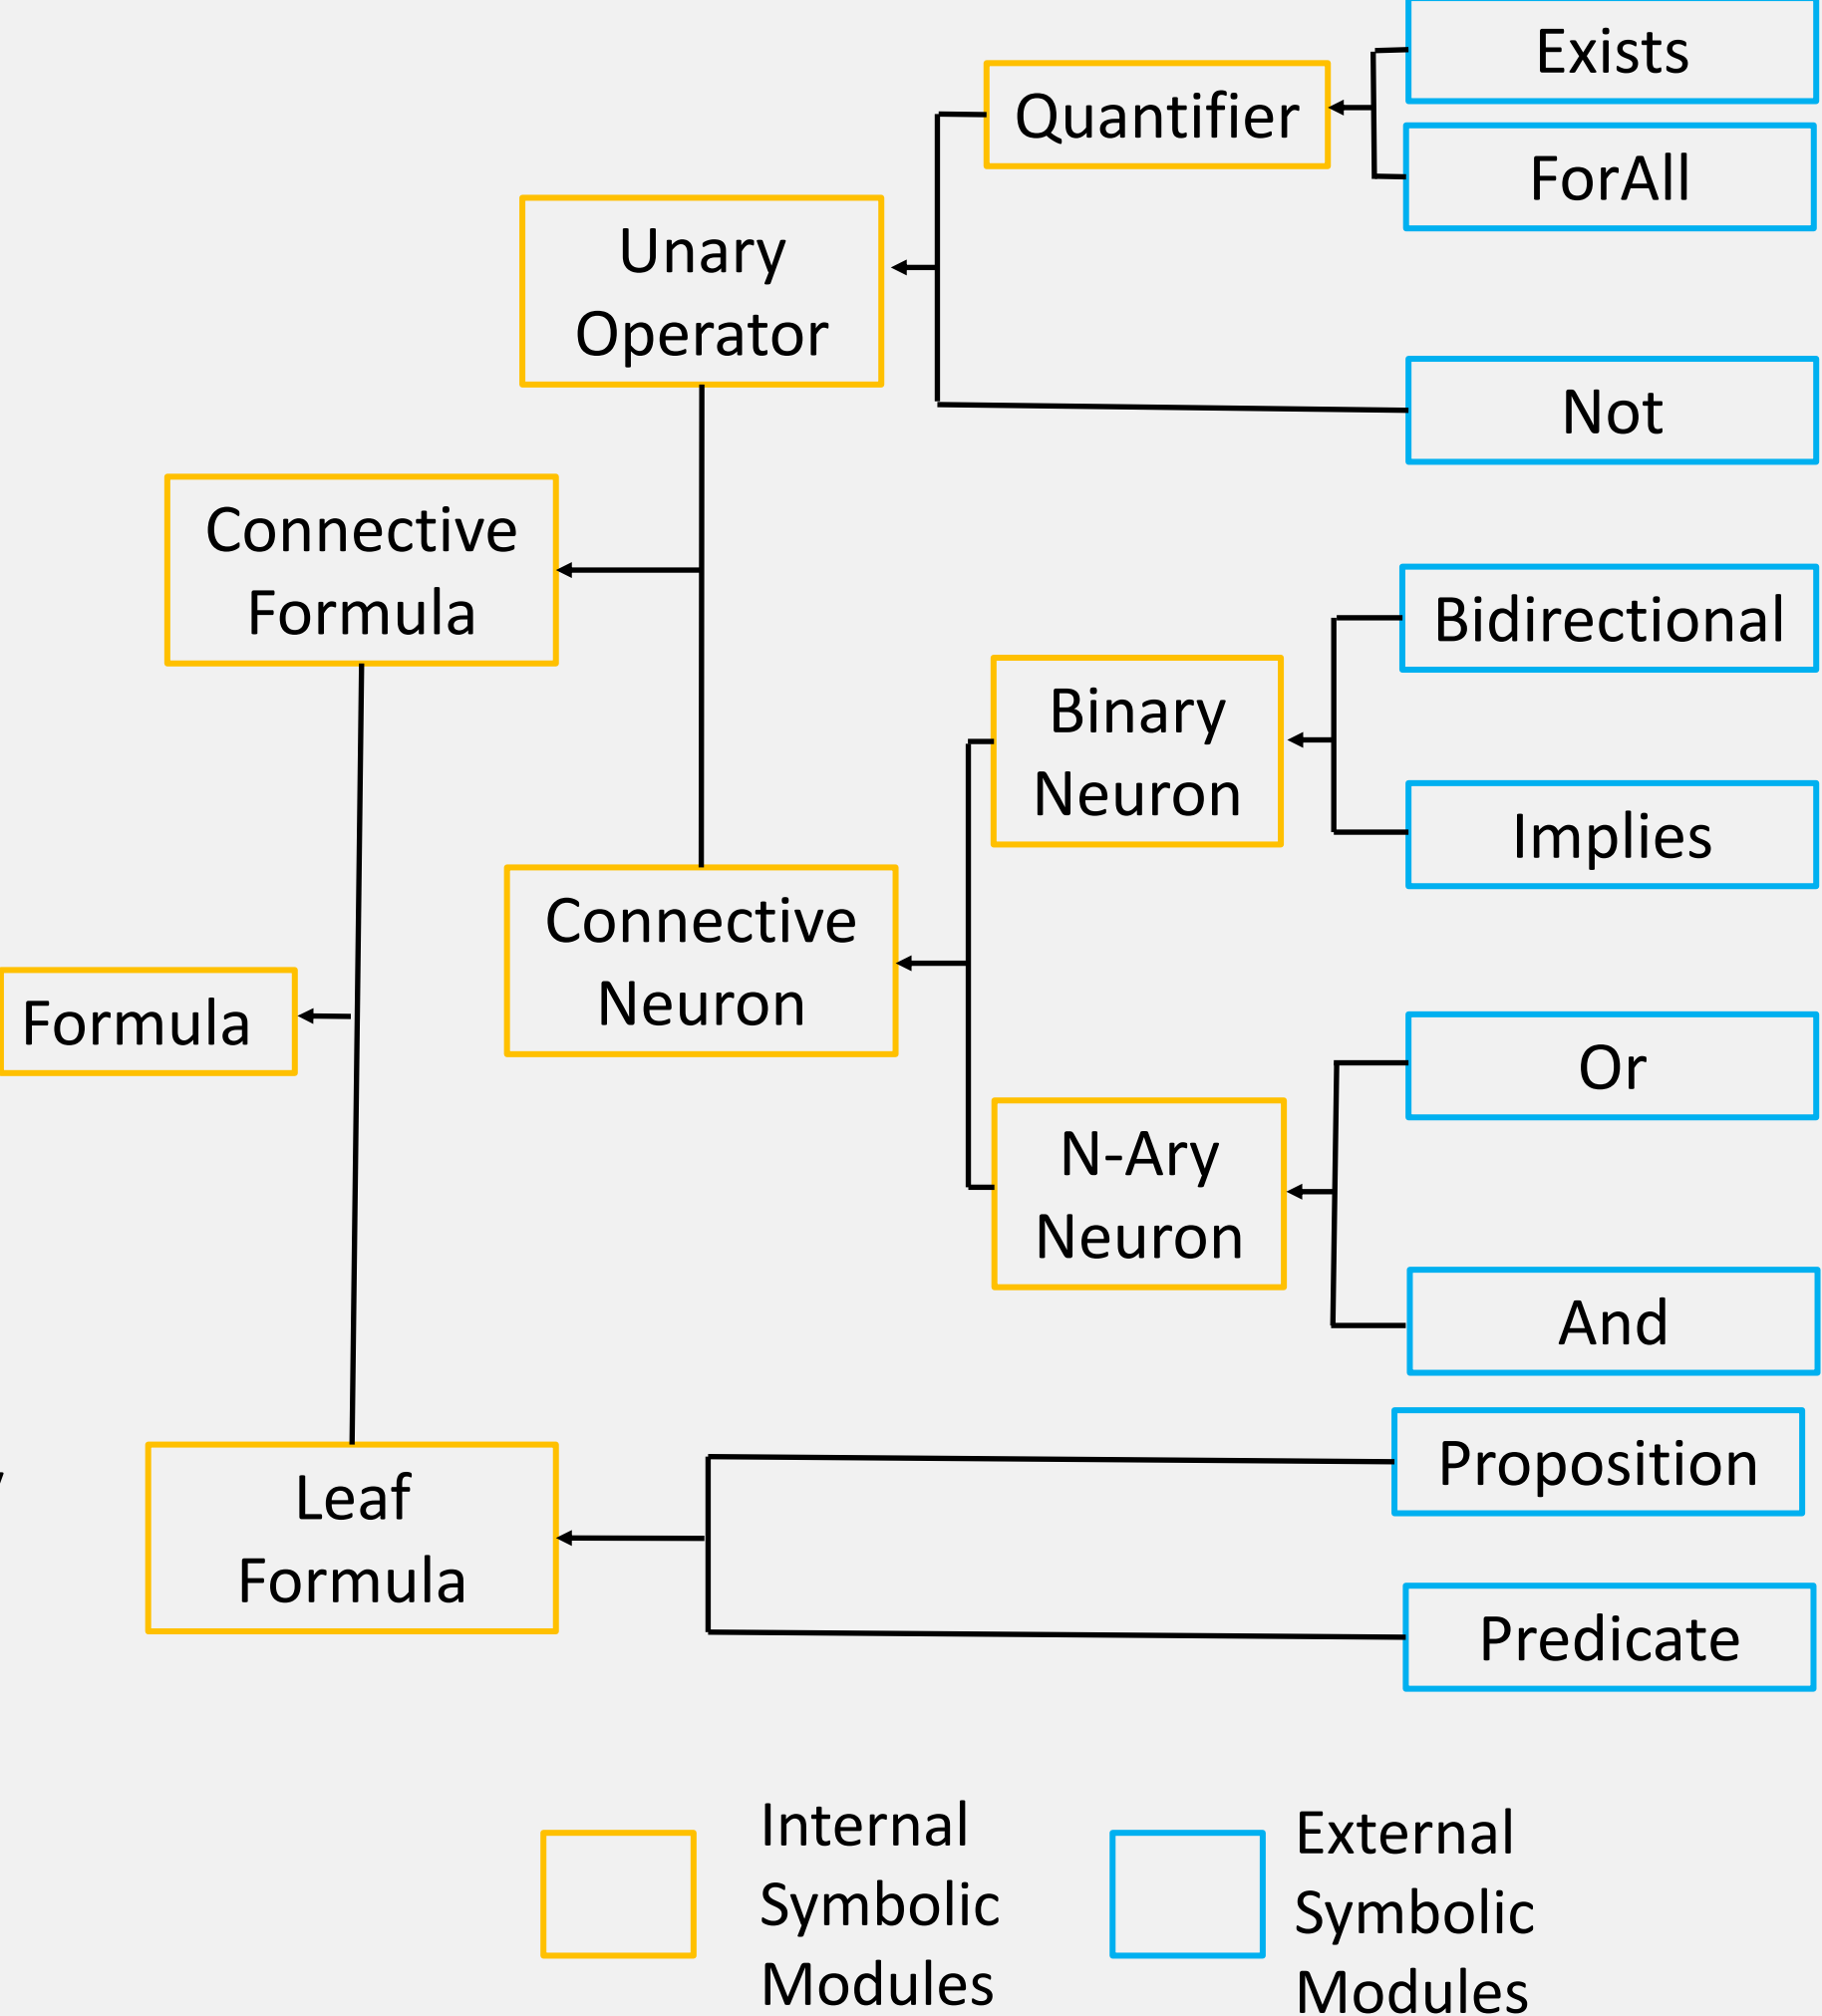 Exists
Quantifier
ForAll
Unary
Operator
Not
Connective
Formula
Bidirectional
Binary
Neuron
Implies
Connective
Neuron
Formula
Or
N-Ary
Neuron
And
Leaf
Formula
Proposition
Predicate
Internal
Symbolic
Modules
External
Symbolic
Modules